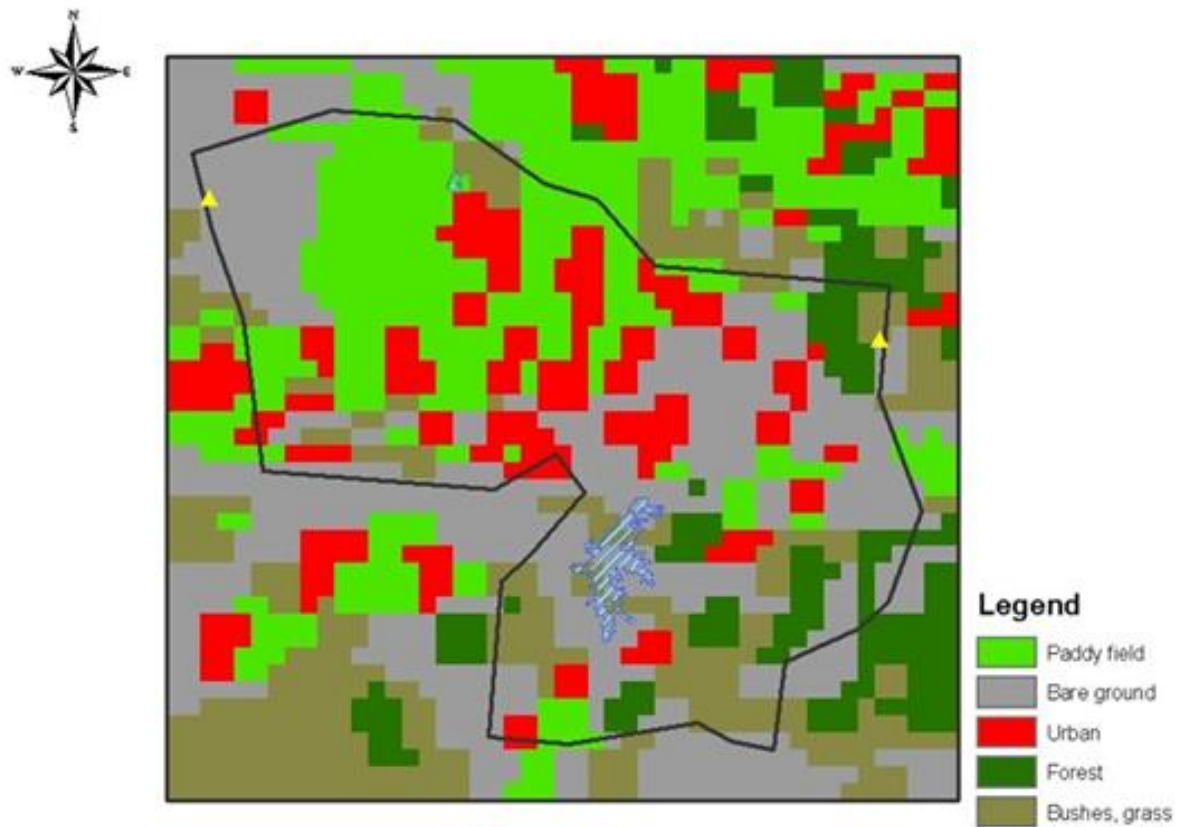 N
W E
S
Legend
Paddy field
Bare ground
Urban
Forest
Bushes, grass